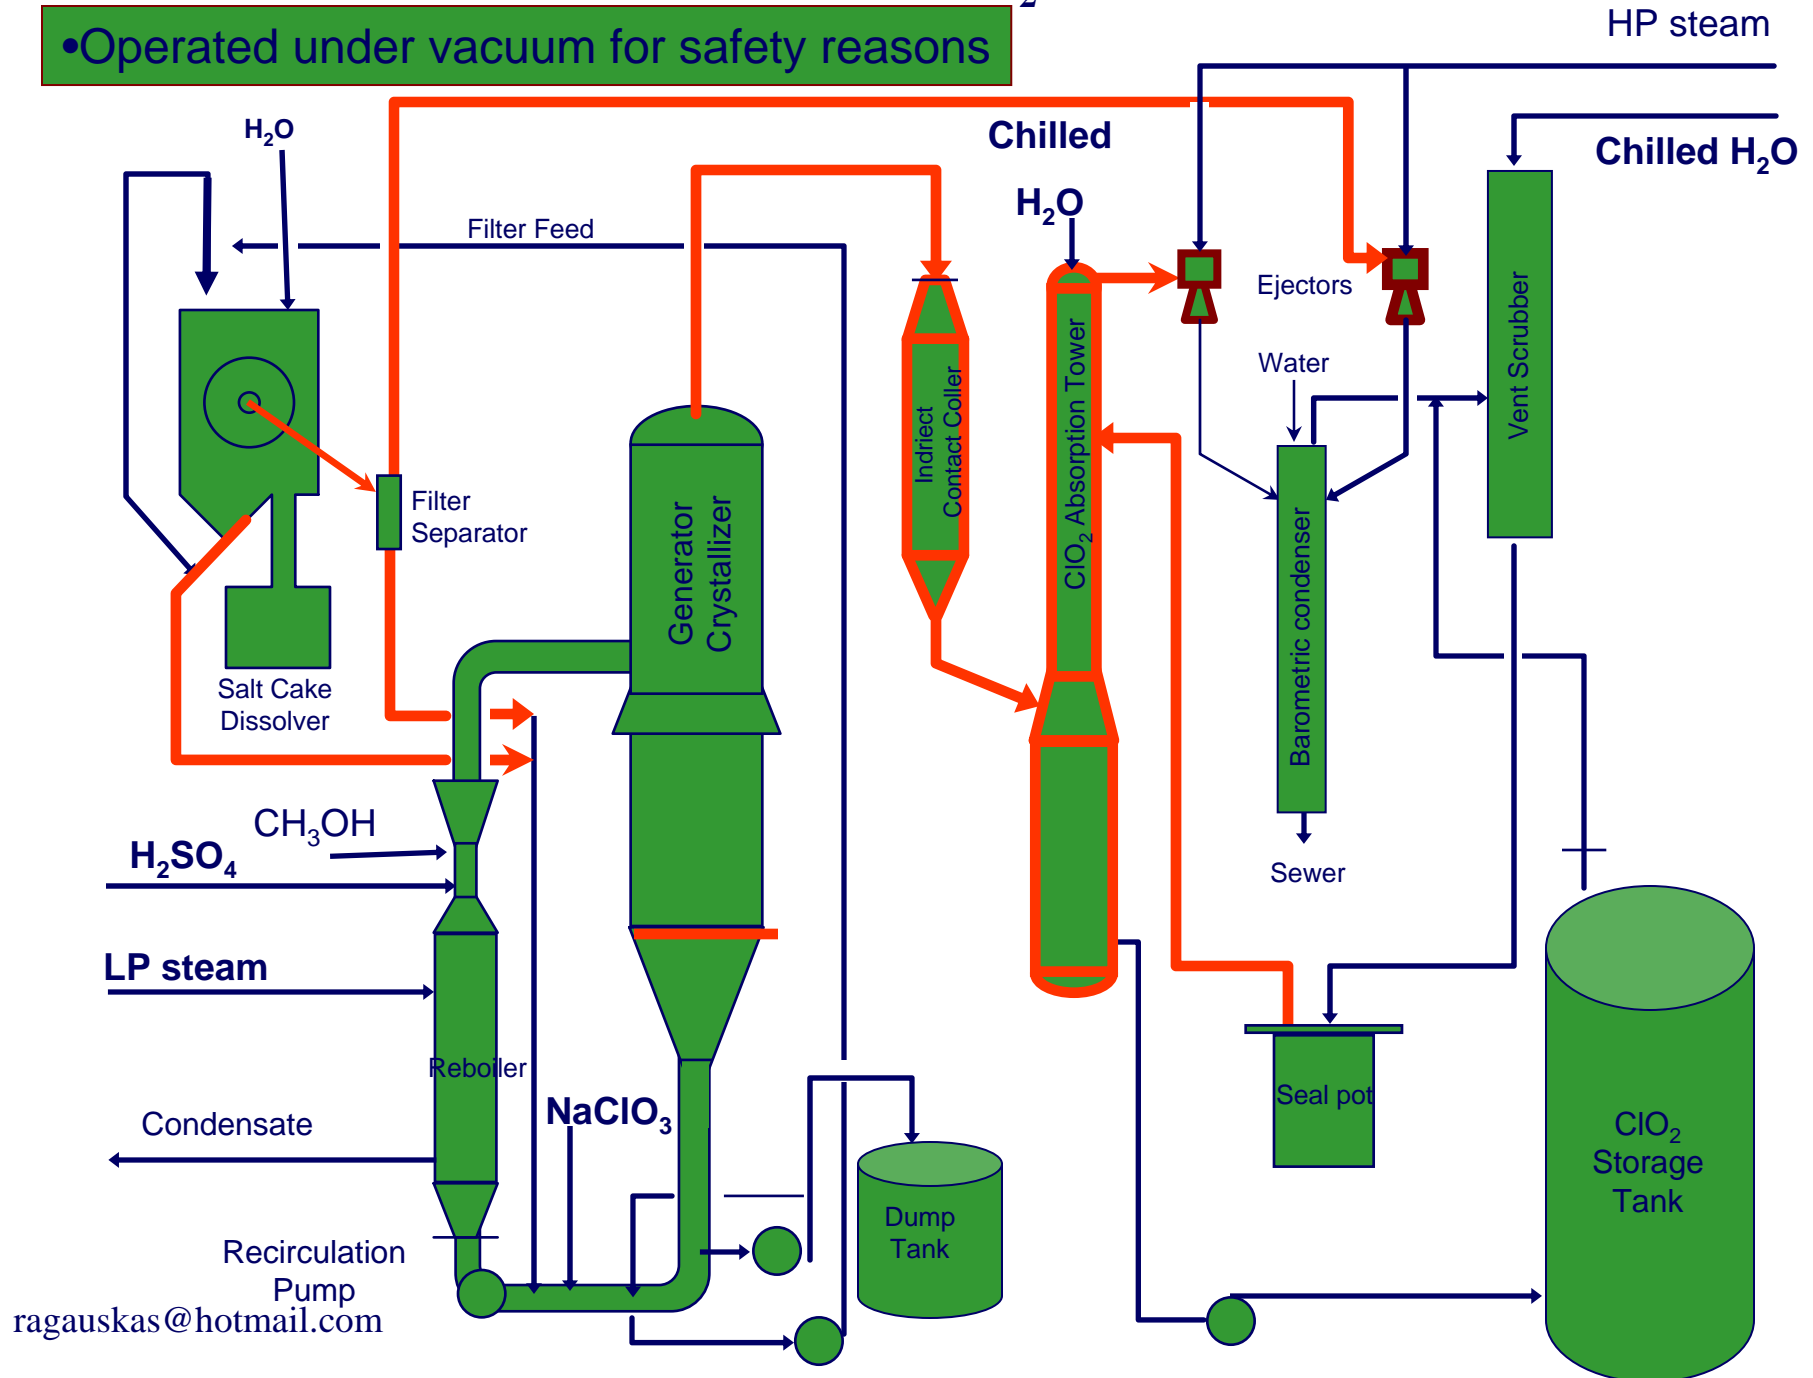 2
•Operated under vacuum for safety reasons
HP steam
H₂O
Chilled
Chilled H₂O
H₂O
Filter Feed
Ejectors
Water
Vent Scrubber
ClO₂ Absorption Tower
Indriect
Contact Coller
Filter
Separator
Generator
Crystallizer
Barometric condenser
Salt Cake
Dissolver
CH₃OH
H₂SO₄
Sewer
LP steam
Reboiler
Seal pot
NaClO₃
Condensate
ClO₂
Storage
Tank
Dump
Tank
Recirculation
Pump
ragauskas@hotmail.com